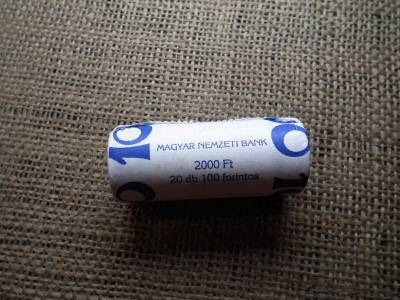 MAGYAR NEMZETI BANK
2000 Ft
20 db 100 forintos